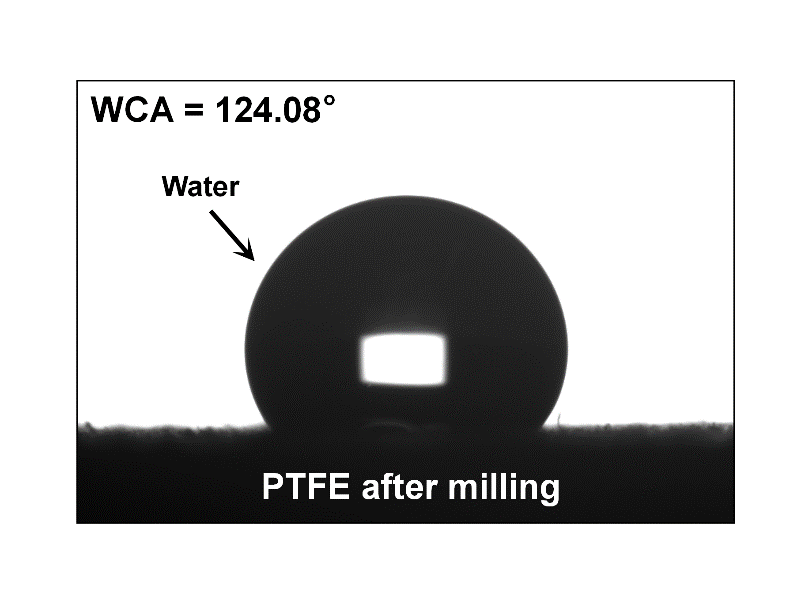 WCA = 124.08°
Water
PTFE after milling